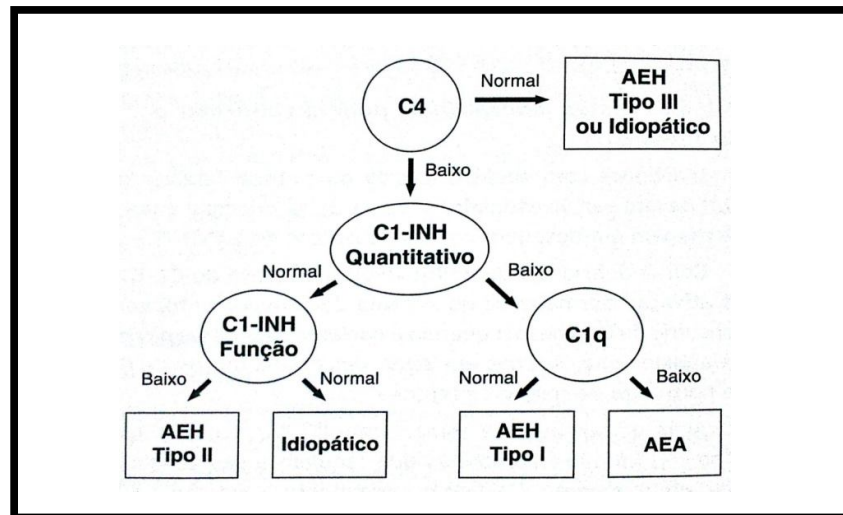 C4
Normal
AEH
Tipo III
ou Idiopático
Baixo
C1-INH
Quantitativo
Normal
Baixo
C1-INH
Função
C1q
Baixo
Normal
Normal
Baixo
AEH
Tipo II
Idiopático
AEH
Tipo I
AEA